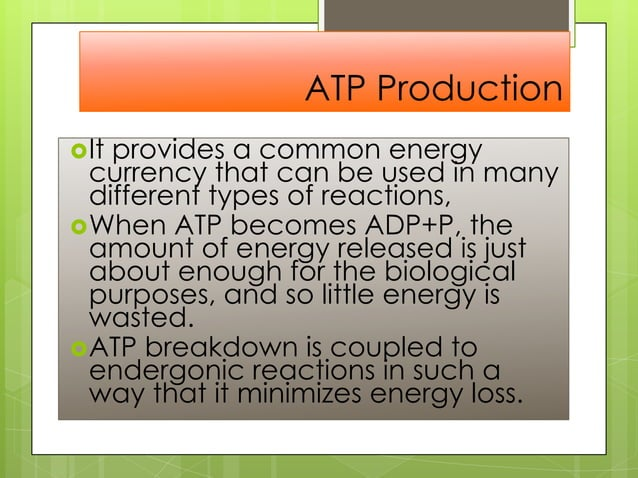 ATP Production
It provides a common energy
currency that can be used in many
different types of reactions,
When ATP becomes ADP+P, the
amount of energy released is just
about enough for the biological
purposes, and so little energy is
wasted.
ATP breakdown is coupled to
endergonic reactions in such a
way that it minimizes energy loss.